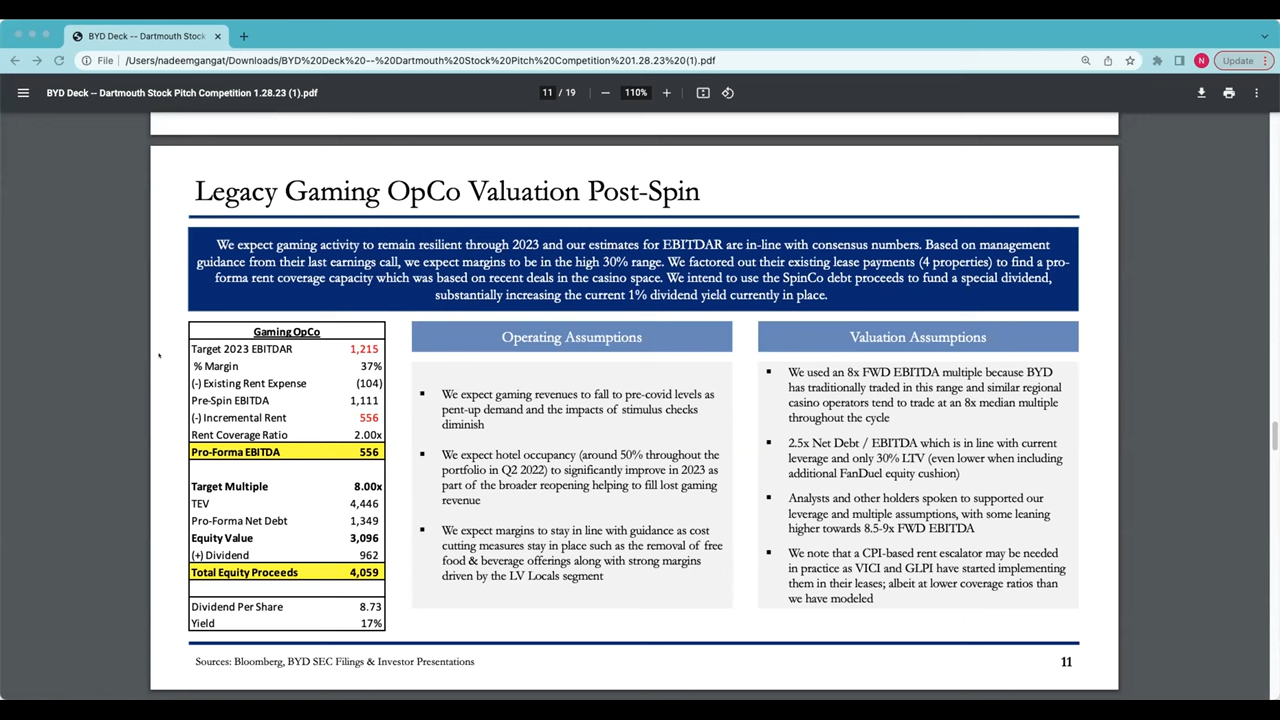 BYD Deck -- Dartmouth Stock
File
/Users/nadeemgangat/Downloads/BYD%20Deck%20--%20Dartmouth%20Stock%20Pitch%20Competition%201.28.23%20(1).pdf
N
Update
BYD Deck -- Dartmouth Stock Pitch Competition 1.28.23 (1).pdf
11 / 19
110%
Legacy Gaming OpCo Valuation Post-Spin
We expect gaming activity to remain resilient through 2023 and our estimates for EBITDAR are in-line with consensus numbers. Based on management
guidance from their last earnings call, we expect margins to be in the high 30% range. We factored out their existing lease payments (4 properties) to find a pro-
forma rent coverage capacity which was based on recent deals in the casino space. We intend to use the SpinCo debt proceeds to fund a special dividend,
substantially increasing the current 1% dividend yield currently in place.
Gaming OpCo
Target 2023 EBITDAR 1,215
% Margin 37%
(-) Existing Rent Expense (104)
Pre-Spin EBITDA 1,111
(-) Incremental Rent 556
Rent Coverage Ratio 2.00x
Pro-Forma EBITDA 556
Target Multiple 8.00x
TEV 4,446
Pro-Forma Net Debt 1,349
Equity Value 3,096
(+) Dividend 962
Total Equity Proceeds 4,059
Dividend Per Share 8.73
Yield 17%
Operating Assumptions
▪ We expect gaming revenues to fall to pre-covid levels as
pent-up demand and the impacts of stimulus checks
diminish
▪ We expect hotel occupancy (around 50% throughout the
portfolio in Q2 2022) to significantly improve in 2023 as
part of the broader reopening helping to fill lost gaming
revenue
▪ We expect margins to stay in line with guidance as cost
cutting measures stay in place such as the removal of free
food & beverage offerings along with strong margins
driven by the LV Locals segment
Valuation Assumptions
▪ We used an 8x FWD EBITDA multiple because BYD
has traditionally traded in this range and similar regional
casino operators tend to trade at an 8x median multiple
throughout the cycle
▪ 2.5x Net Debt / EBITDA which is in line with current
leverage and only 30% LTV (even lower when including
additional FanDuel equity cushion)
▪ Analysts and other holders spoken to supported our
leverage and multiple assumptions, with some leaning
higher towards 8.5-9x FWD EBITDA
▪ We note that a CPI-based rent escalator may be needed
in practice as VICI and GLPI have started implementing
them in their leases; albeit at lower coverage ratios than
we have modeled
Sources: Bloomberg, BYD SEC Filings & Investor Presentations
11